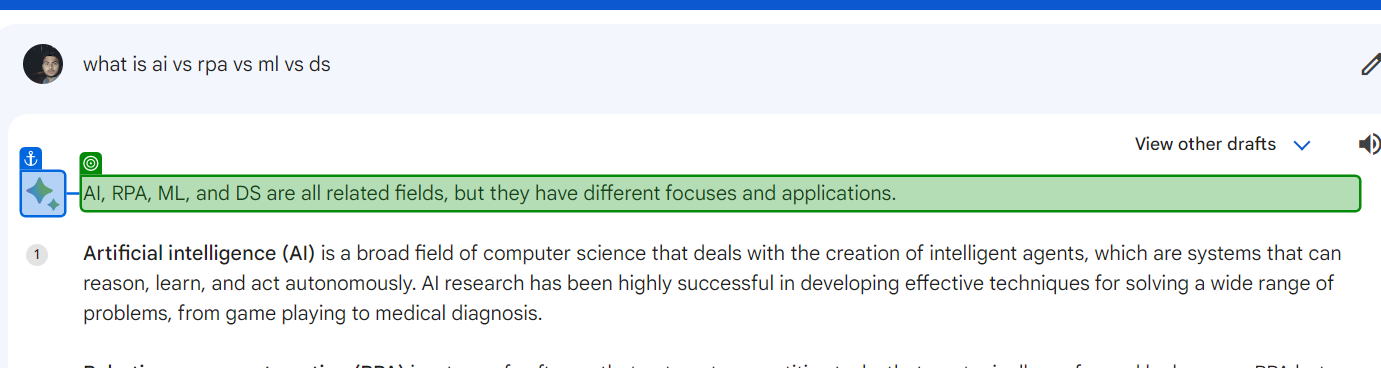 what is ai vs rpa vs ml vs ds
View other drafts
AI, RPA, ML, and DS are all related fields, but they have different focuses and applications.
1
Artificial intelligence (AI) is a broad field of computer science that deals with the creation of intelligent agents, which are systems that can
reason, learn, and act autonomously. AI research has been highly successful in developing effective techniques for solving a wide range of
problems, from game playing to medical diagnosis.